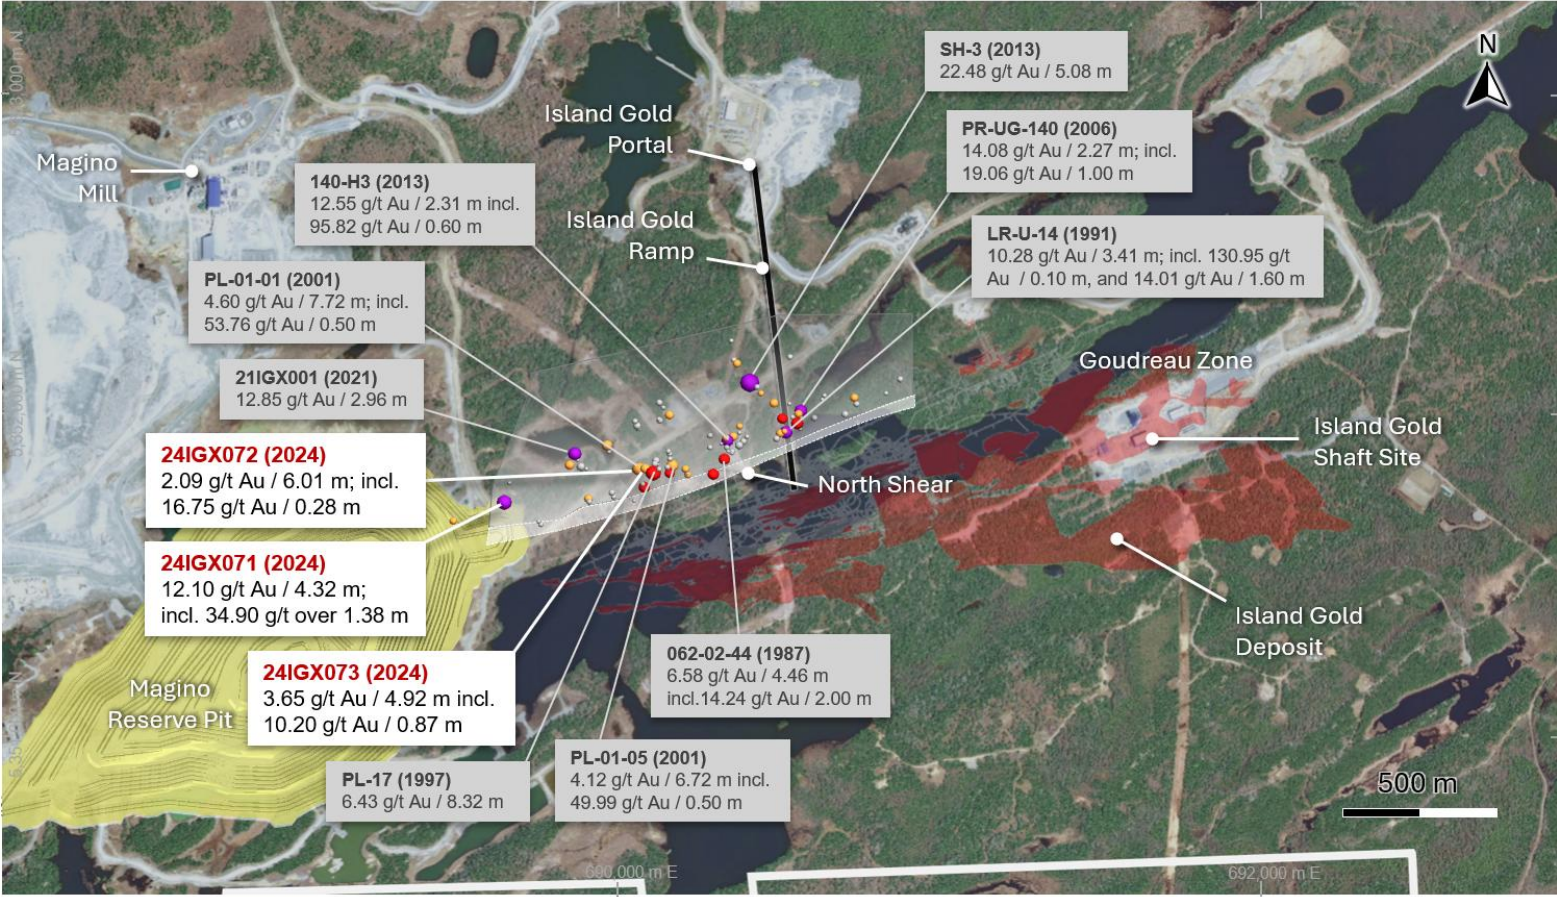 SH-3 (2013)
22.48 g/t Au / 5.08 m
N
Island Gold
Portal
PR-UG-140 (2006)
14.08 g/t Au / 2.27 m; incl.
19.06 g/t Au / 1.00 m
Magino
Mill
140-H3 (2013)
12.55 g/t Au / 2.31 m incl.
95.82 g/t Au / 0.60 m
Island Gold
Ramp
LR-U-14 (1991)
10.28 g/t Au / 3.41 m; incl. 130.95 g/t
Au / 0.10 m, and 14.01 g/t Au / 1.60 m
PL-01-01 (2001)
4.60 g/t Au / 7.72 m; incl.
53.76 g/t Au / 0.50 m
Goudreau Zone
21IGX001 (2021)
12.85 g/t Au / 2.96 m
Island Gold
Shaft Site
24IGX072 (2024)
2.09 g/t Au / 6.01 m; incl.
16.75 g/t Au / 0.28 m
North Shear
24IGX071 (2024)
12.10 g/t Au / 4.32 m;
incl. 34.90 g/t over 1.38 m
Island Gold
Deposit
24IGX073 (2024)
3.65 g/t Au / 4.92 m incl.
10.20 g/t Au / 0.87 m
062-02-44 (1987)
6.58 g/t Au / 4.46 m
incl.14.24 g/t Au / 2.00 m
Magino
Reserve Pit
PL-17 (1997)
6.43 g/t Au / 8.32 m
PL-01-05 (2001)
4.12 g/t Au / 6.72 m incl.
49.99 g/t Au / 0.50 m
500 m
690,000 m E
692,000 m E